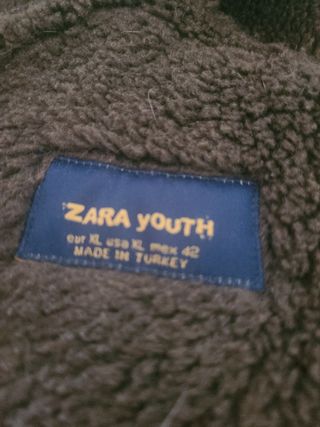 ZARA YOUTH
eur XL usa XL mex 42
MADE IN TURKEY